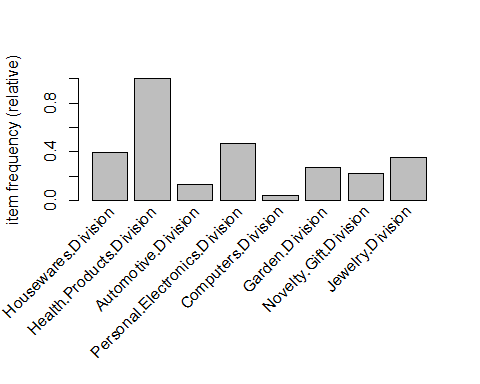 item frequency (relative)
0.8
0.4
0.0
Housewares.Division
Health.Products.Division
Automotive.Division
Personal.Electronics.Division
Computers.Division
Garden.Division
Novelty.Gift.Division
Jewelry.Division